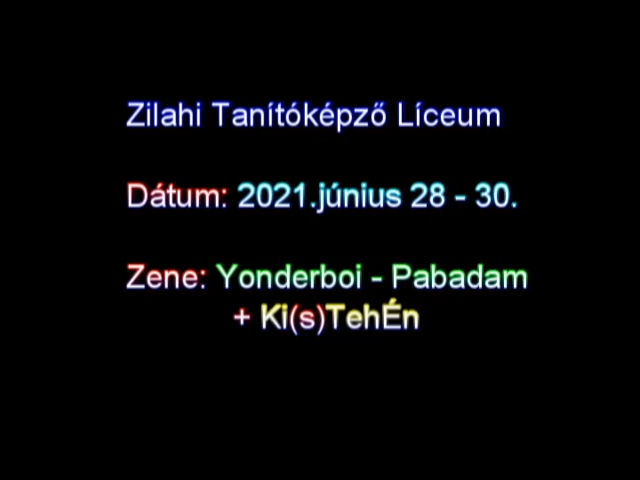 Zilahi Tanítóképző Líceum
Dátum: 2021.június 28 - 30.
Zene: Yonderboi - Pabadam
+ Ki(s)TehÉn